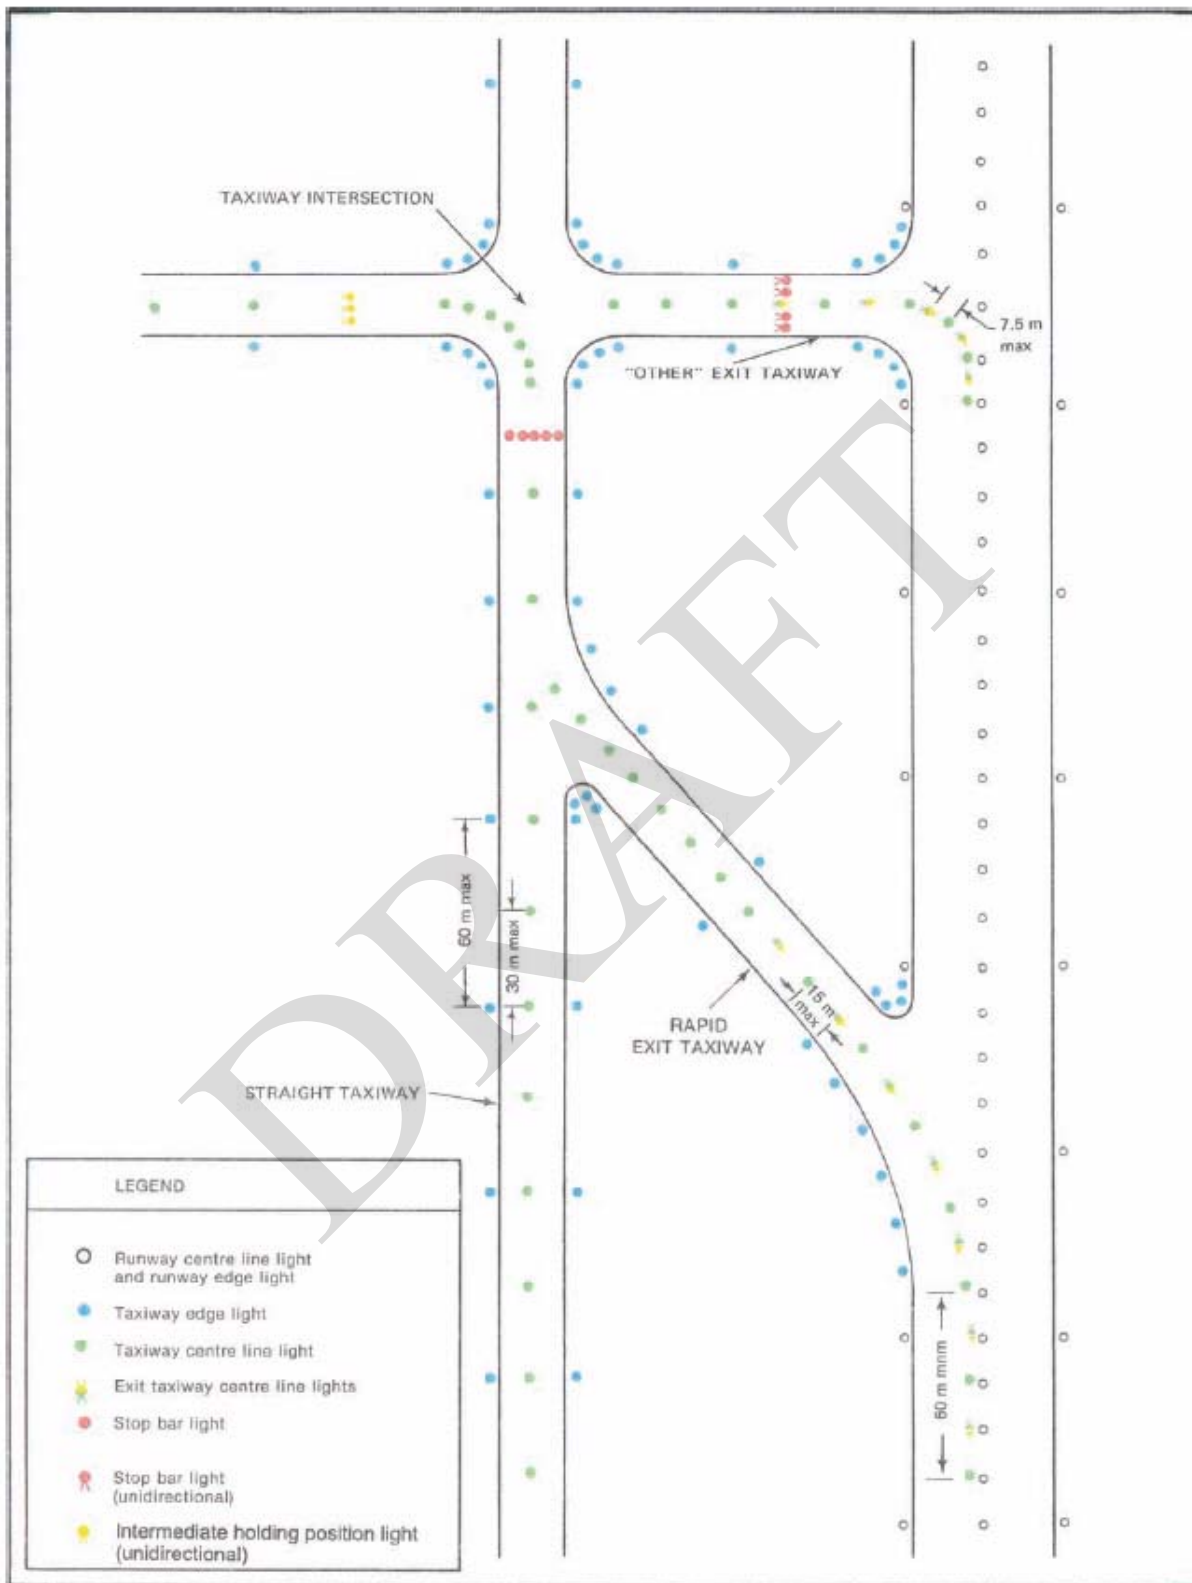 TAXIWAY INTERSECTION
7.5 m
max
"OTHER" EXIT TAXIWAY
DRAFT
60 m max
30 m max
15 m
max
RAPID
EXIT TAXIWAY
STRAIGHT TAXIWAY
60 m mnm
LEGEND
Runway centre line light
and runway edge light
Taxiway edge light
Taxiway centre line light
Exit taxiway centre line lights
Stop bar light
Stop bar light
(unidirectional)
Intermediate holding position light
(unidirectional)